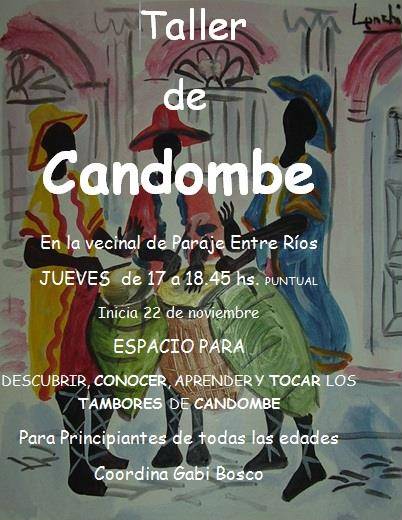 Taller
de
Candombe
En la vecinal de Paraje Entre Ríos
JUEVES de 17 a 18.45 hs. PUNTUAL
Inicia 22 de noviembre
ESPACIO PARA
DESCUBRIR, CONOCER, APRENDER Y TOCAR LOS
TAMBORES DE CANDOMBE
Para Principiantes de todas las edades
Coordina Gabi Bosco